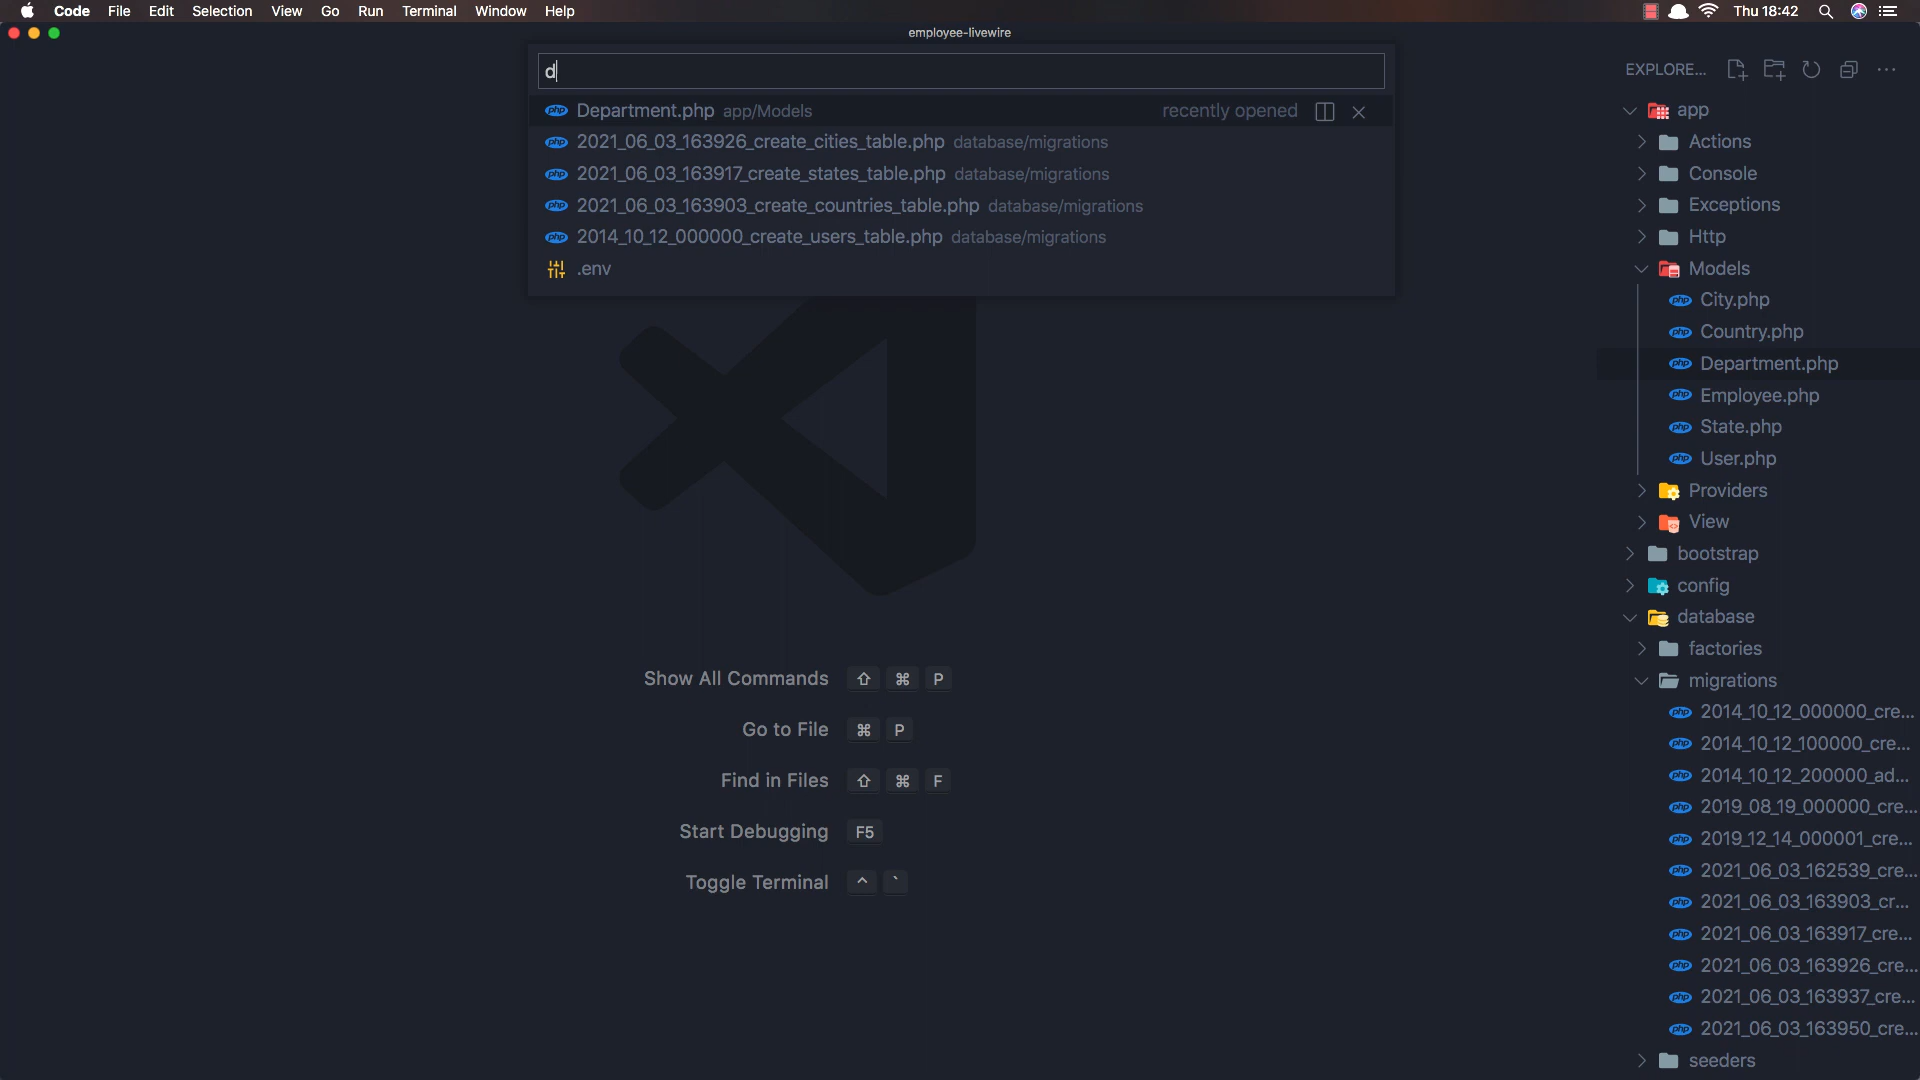 Code File Edit Selection View Go Run Terminal Window Help Thu 18:42
employee-livewire
d
Department.php app/Models recently opened
2021_06_03_163926_create_cities_table.php database/migrations
2021_06_03_163917_create_states_table.php database/migrations
2021_06_03_163903_create_countries_table.php database/migrations
2014_10_12_000000_create_users_table.php database/migrations
.env
Show All Commands ⇧ ⌘ P
Go to File ⌘ P
Find in Files ⇧ ⌘ F
Start Debugging F5
Toggle Terminal ^ `
EXPLORE...
app
Actions
Console
Exceptions
Http
Models
City.php
Country.php
Department.php
Employee.php
State.php
User.php
Providers
View
bootstrap
config
database
factories
migrations
2014_10_12_000000_cre...
2014_10_12_100000_cre...
2014_10_12_200000_ad...
2019_08_19_000000_cre...
2019_12_14_000001_cre...
2021_06_03_162539_cre...
2021_06_03_163903_cr...
2021_06_03_163917_cre...
2021_06_03_163926_cre...
2021_06_03_163937_cre...
2021_06_03_163950_cre...
seeders